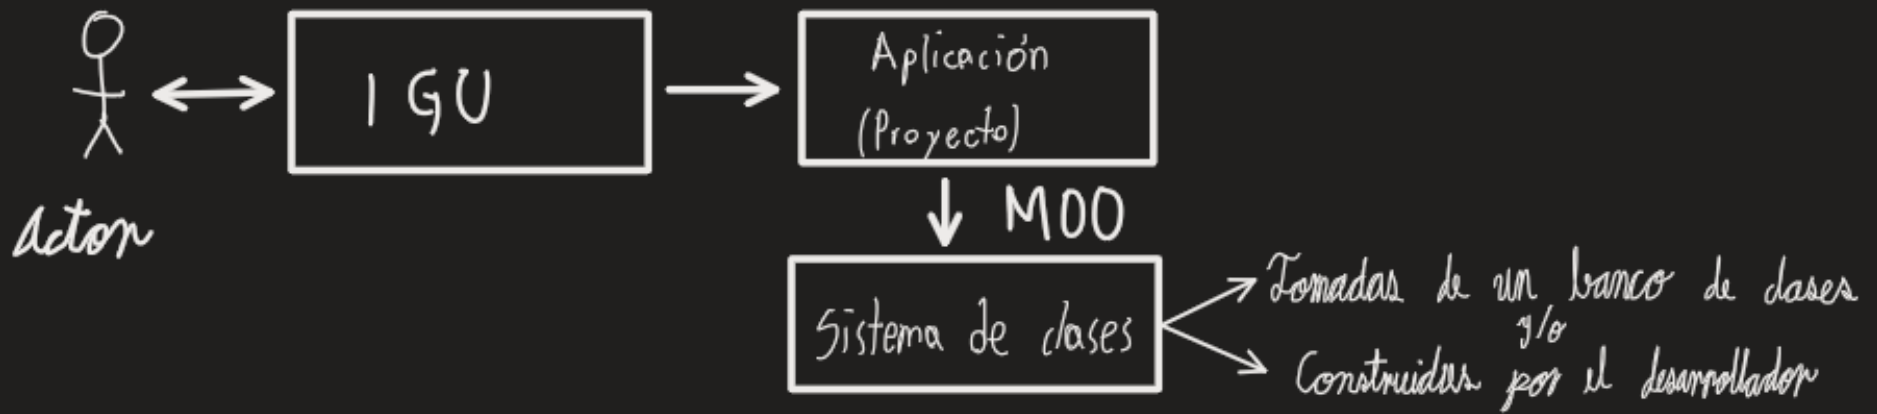 IGU
Aplicación
(Proyecto)
Actor
MOO
Sistema de clases
Tomadas de un banco de clases
y/o
Construidas por el desarrollador